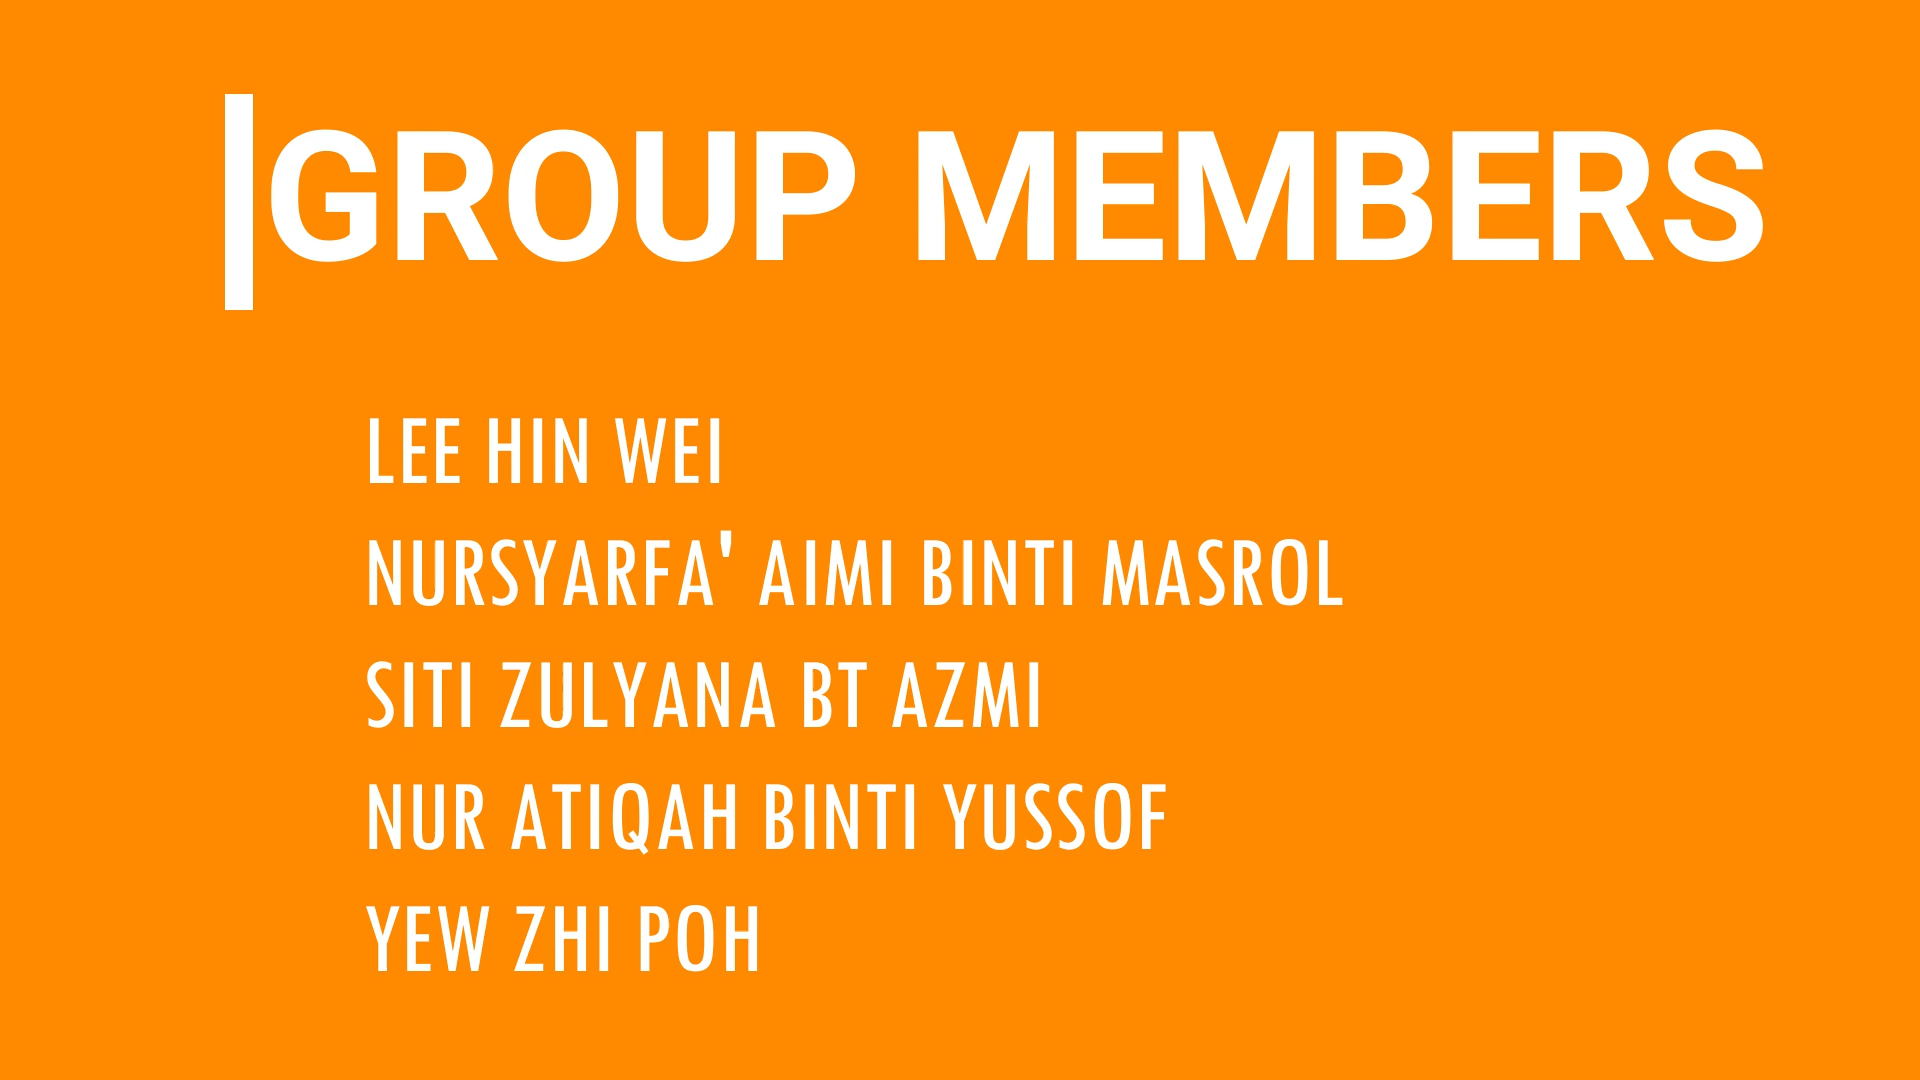 GROUP MEMBERS
LEE HIN WEI
NURSYARFA' AIMI BINTI MASROL
SITI ZULYANA BT AZMI
NUR ATIQAH BINTI YUSSOF
YEW ZHI POH